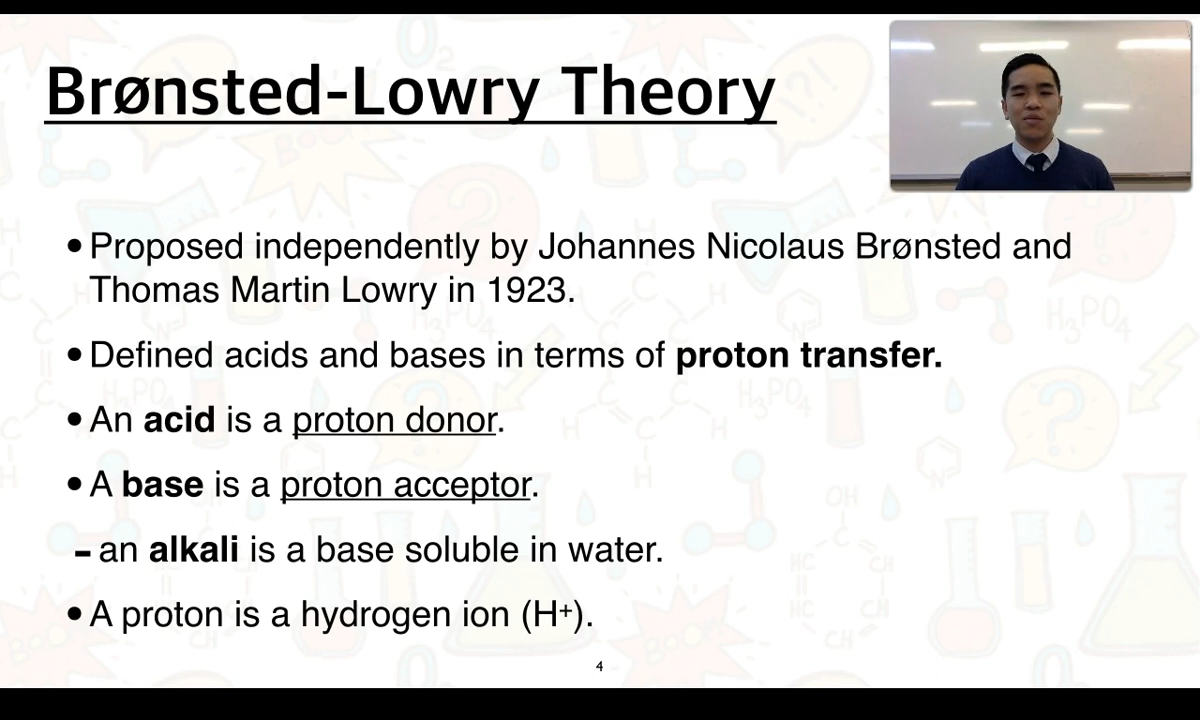 Brønsted-Lowry Theory
• Proposed independently by Johannes Nicolaus Brønsted and
Thomas Martin Lowry in 1923.
• Defined acids and bases in terms of proton transfer.
• An acid is a proton donor.
• A base is a proton acceptor.
- an alkali is a base soluble in water.
• A proton is a hydrogen ion (H⁺).
4